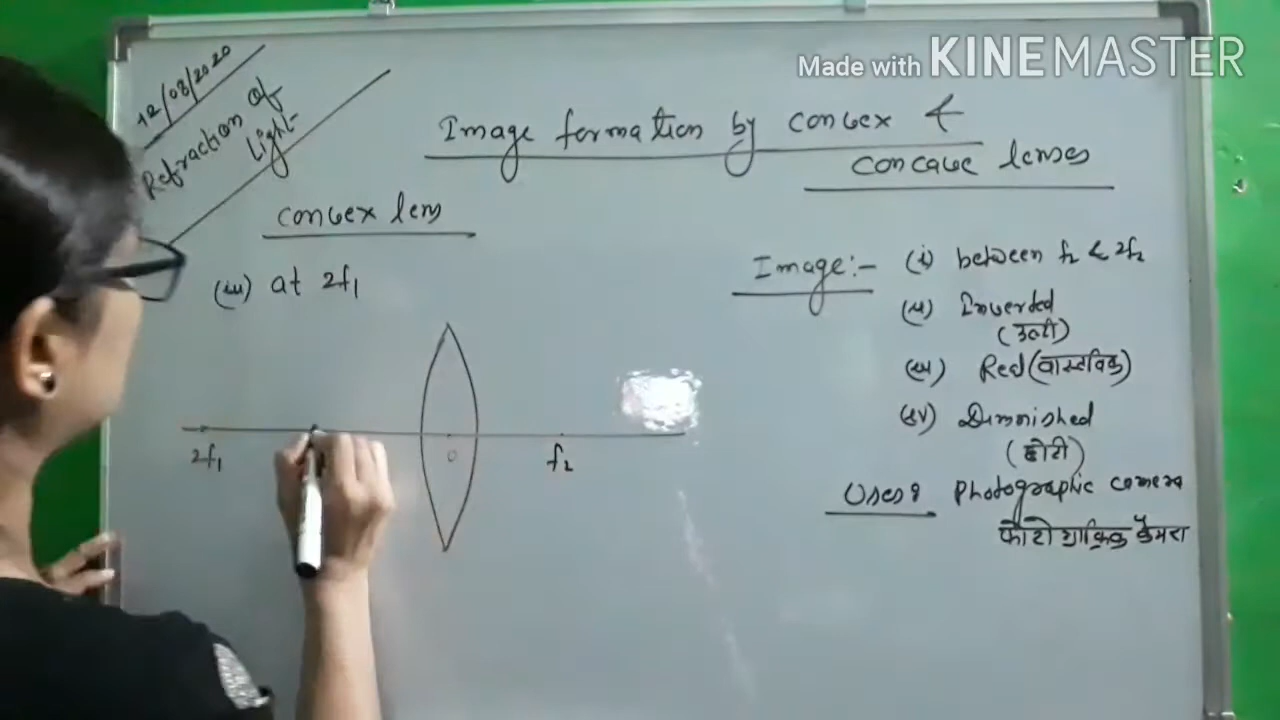 Made with KINEMASTER
12/08/2020
Refraction of
Light
Image formation by convex &
concave lenses
convex lens
(iii) at 2f₁
Image:- (i) between f₂ & 2f₂
(ii) Inverted
(उल्टी)
(iii) Real (वास्तविक)
(iv) Diminished
(छोटी)
Uses: Photographic camera
फोटोग्राफिक कैमरा
2f₁
O
f₂